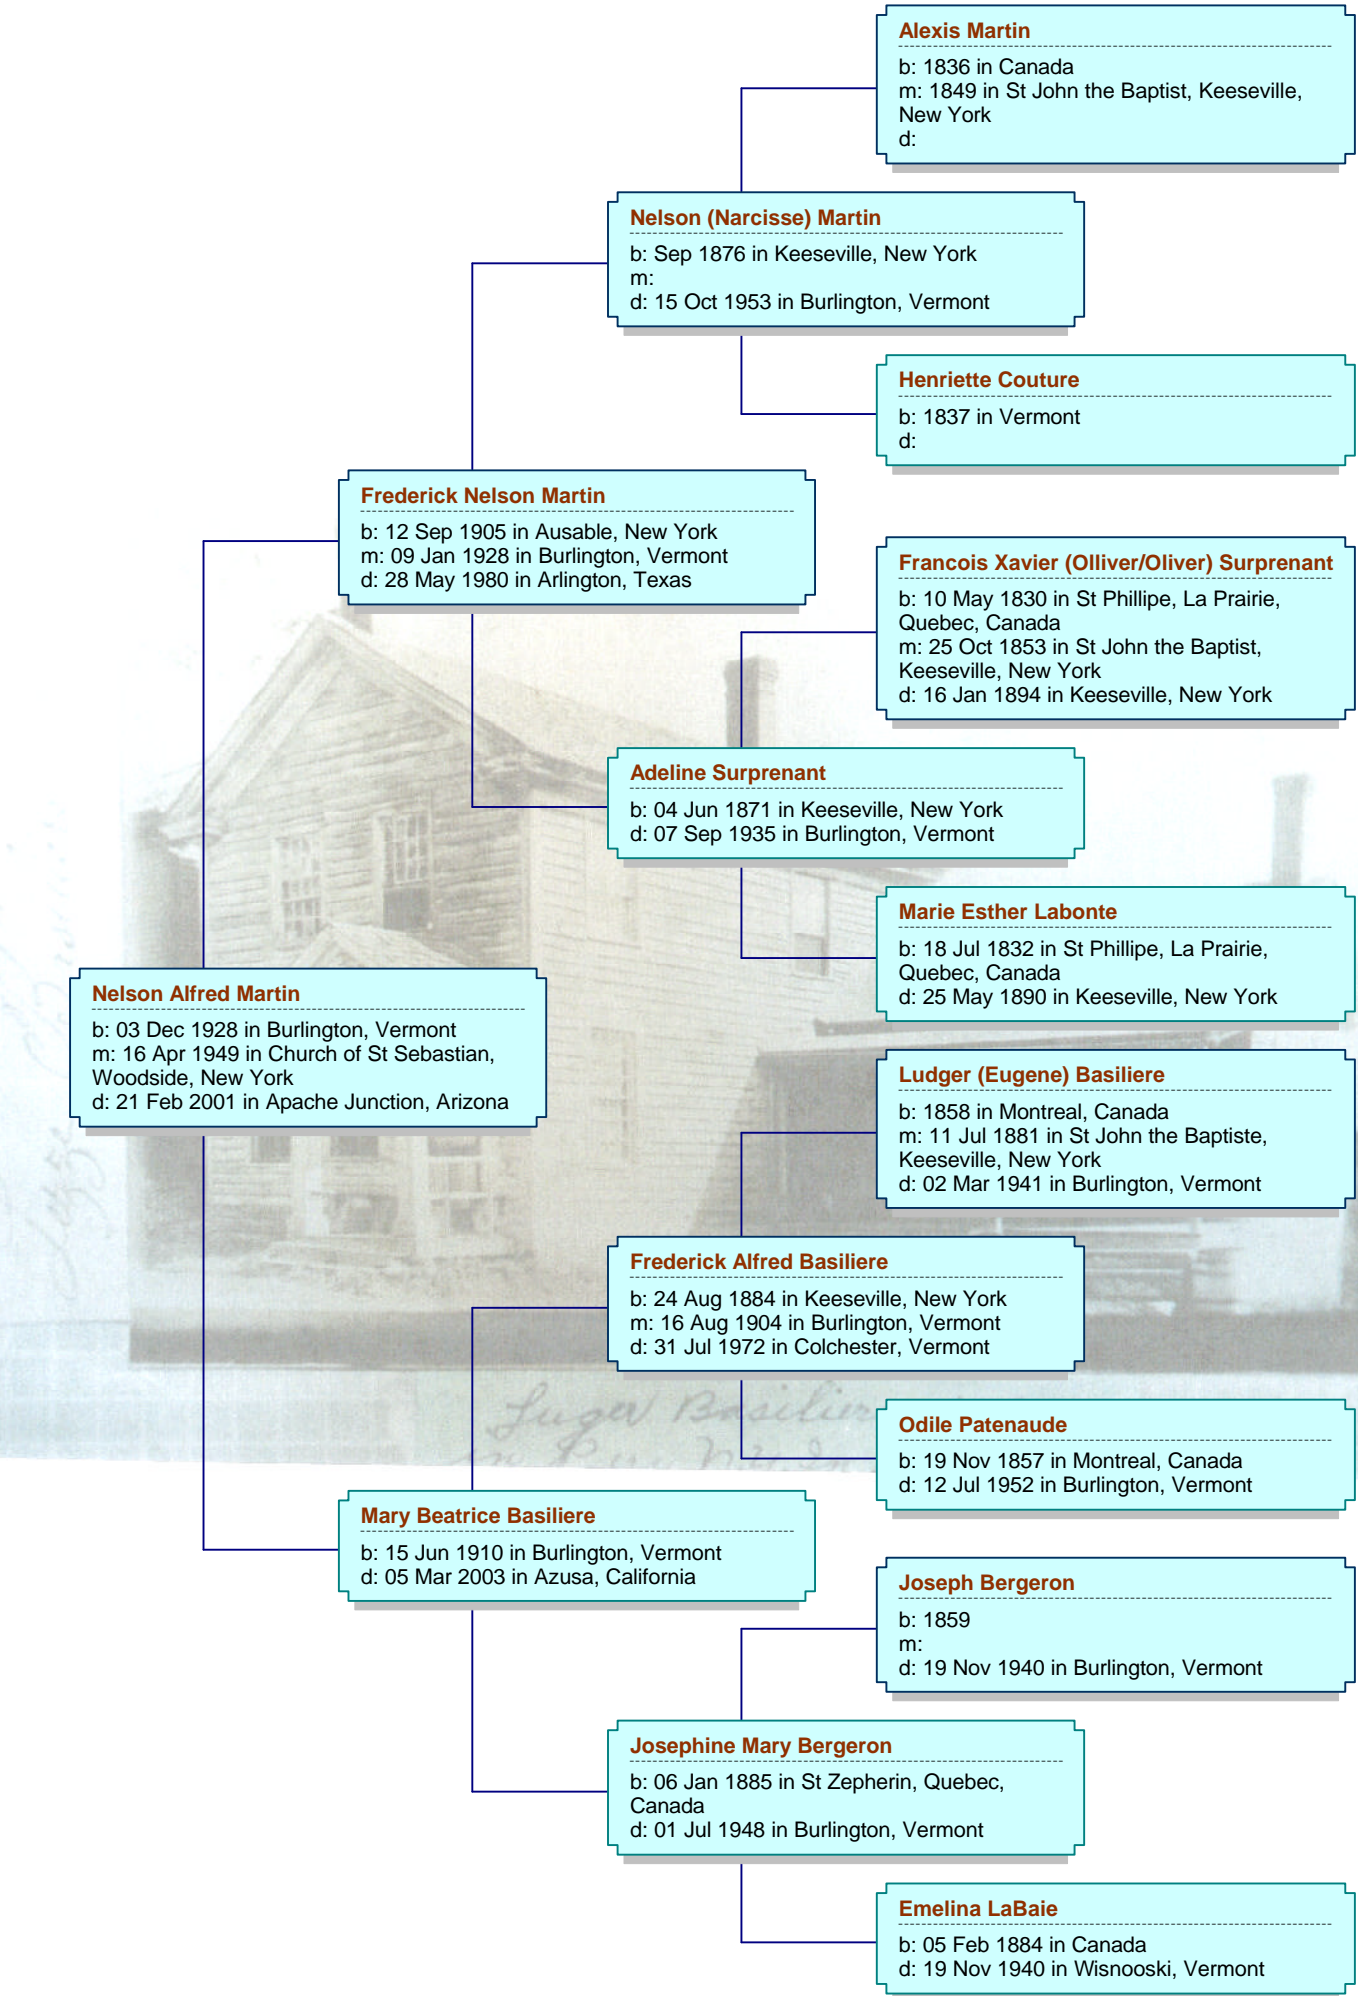 Alexis Martin
b: 1836 in Canada
m: 1849 in St John the Baptist, Keeseville,
New York
d:
Nelson (Narcisse) Martin
b: Sep 1876 in Keeseville, New York
m:
d: 15 Oct 1953 in Burlington, Vermont
Henriette Couture
b: 1837 in Vermont
d:
Frederick Nelson Martin
b: 12 Sep 1905 in Ausable, New York
m: 09 Jan 1928 in Burlington, Vermont
d: 28 May 1980 in Arlington, Texas
Francois Xavier (Olliver/Oliver) Surprenant
b: 10 May 1830 in St Phillipe, La Prairie,
Quebec, Canada
m: 25 Oct 1853 in St John the Baptist,
Keeseville, New York
d: 16 Jan 1894 in Keeseville, New York
Adeline Surprenant
b: 04 Jun 1871 in Keeseville, New York
d: 07 Sep 1935 in Burlington, Vermont
Marie Esther Labonte
b: 18 Jul 1832 in St Phillipe, La Prairie,
Quebec, Canada
d: 25 May 1890 in Keeseville, New York
Nelson Alfred Martin
b: 03 Dec 1928 in Burlington, Vermont
m: 16 Apr 1949 in Church of St Sebastian,
Woodside, New York
d: 21 Feb 2001 in Apache Junction, Arizona
Ludger (Eugene) Basiliere
b: 1858 in Montreal, Canada
m: 11 Jul 1881 in St John the Baptiste,
Keeseville, New York
d: 02 Mar 1941 in Burlington, Vermont
Frederick Alfred Basiliere
b: 24 Aug 1884 in Keeseville, New York
m: 16 Aug 1904 in Burlington, Vermont
d: 31 Jul 1972 in Colchester, Vermont
Luger Basilier
Odile Patenaude
b: 19 Nov 1857 in Montreal, Canada
d: 12 Jul 1952 in Burlington, Vermont
Mary Beatrice Basiliere
b: 15 Jun 1910 in Burlington, Vermont
d: 05 Mar 2003 in Azusa, California
Joseph Bergeron
b: 1859
m:
d: 19 Nov 1940 in Burlington, Vermont
Josephine Mary Bergeron
b: 06 Jan 1885 in St Zepherin, Quebec,
Canada
d: 01 Jul 1948 in Burlington, Vermont
Emelina LaBaie
b: 05 Feb 1884 in Canada
d: 19 Nov 1940 in Wisnooski, Vermont